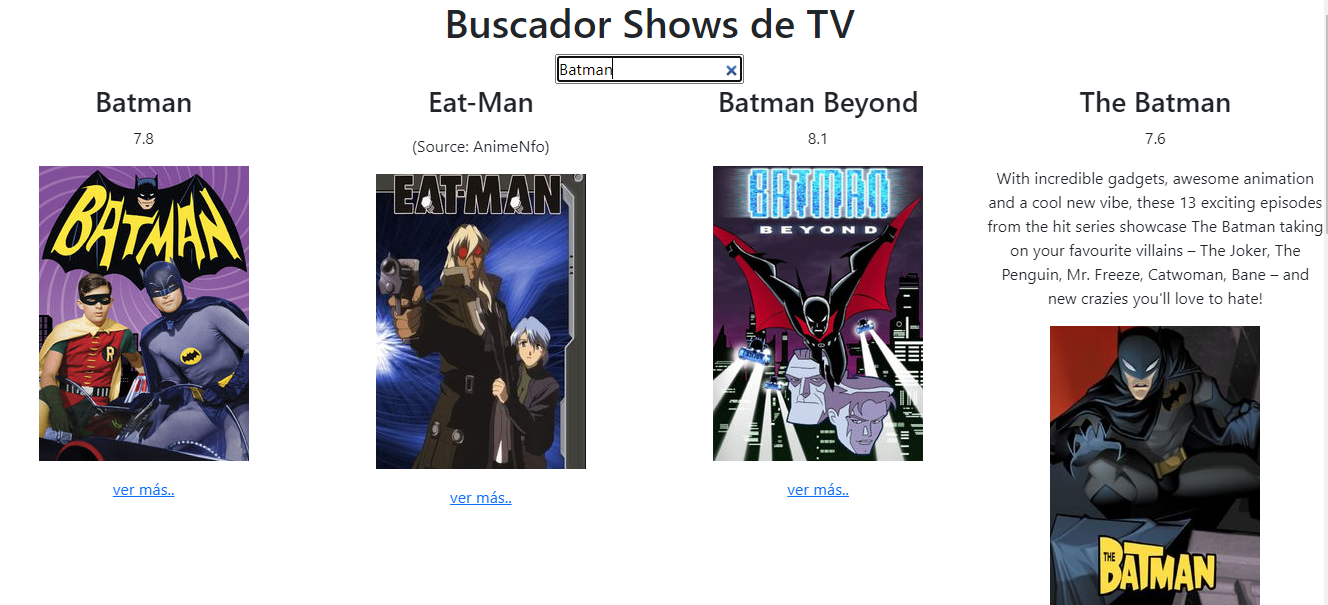 Buscador Shows de TV
Batman
Batman
7.8
BATMAN
R
ver más..
Eat-Man
(Source: AnimeNfo)
EAT-MAN
ver más..
Batman Beyond
8.1
BATMAN
BEYOND
ver más..
The Batman
7.6
With incredible gadgets, awesome animation
and a cool new vibe, these 13 exciting episodes
from the hit series showcase The Batman taking
on your favourite villains – The Joker, The
Penguin, Mr. Freeze, Catwoman, Bane – and
new crazies you'll love to hate!
THE
BATMAN